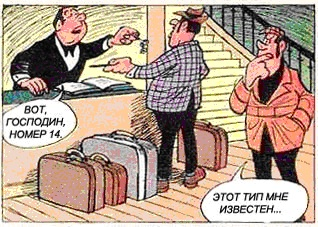 ВОТ,
ГОСПОДИН,
НОМЕР 14.
ЭТОТ ТИП МНЕ
ИЗВЕСТЕН...